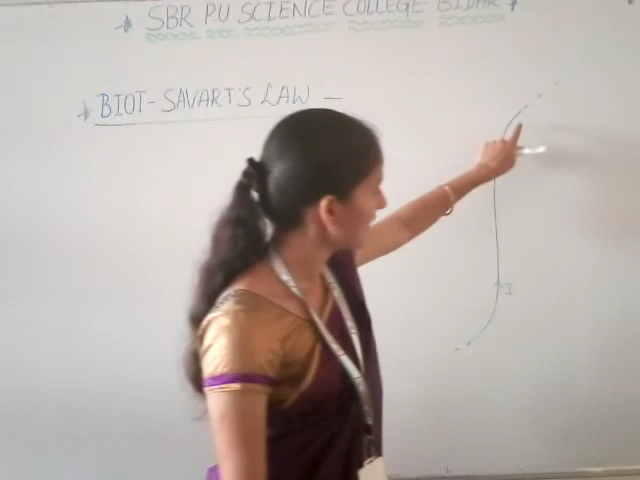 * SBR PU SCIENCE COLLEGE BIDAR *
* BIOT-SAVART'S LAW -
I